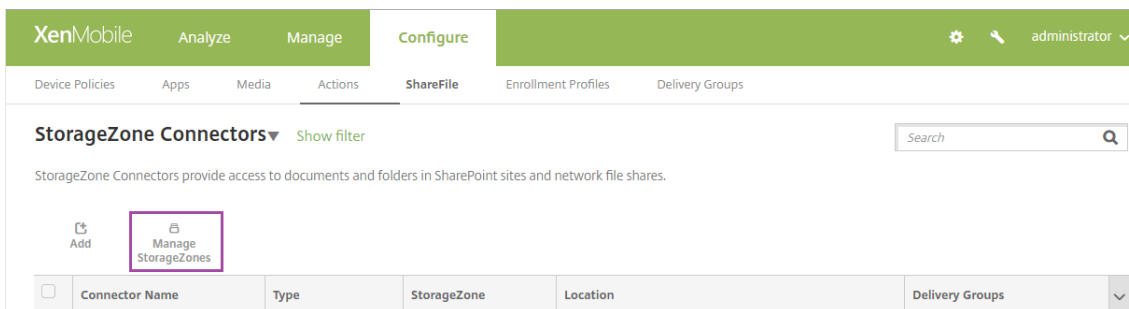 XenMobile Analyze Manage Configure administrator
Device Policies Apps Media Actions ShareFile Enrollment Profiles Delivery Groups
StorageZone Connectors Show filter Search
StorageZone Connectors provide access to documents and folders in SharePoint sites and network file shares.
Add
Manage
StorageZones
Connector Name Type StorageZone Location Delivery Groups